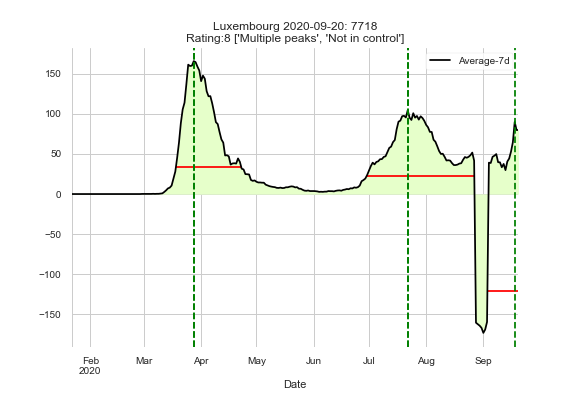 Luxembourg 2020-09-20: 7718
Rating:8 ['Multiple peaks', 'Not in control']
Average-7d
150
100
50
0
−50
−100
−150
Feb Mar Apr May Jun Jul Aug Sep
2020
Date